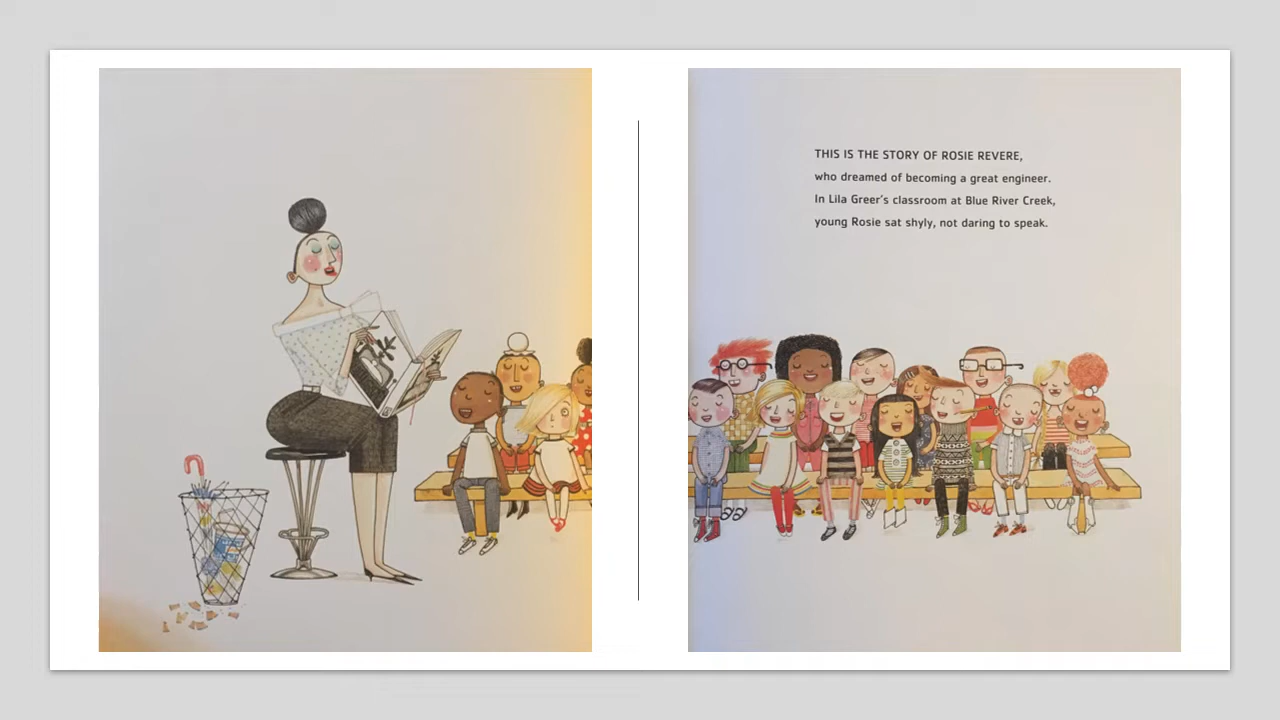 THIS IS THE STORY OF ROSIE REVERE,
who dreamed of becoming a great engineer.
In Lila Greer's classroom at Blue River Creek,
young Rosie sat shyly, not daring to speak.